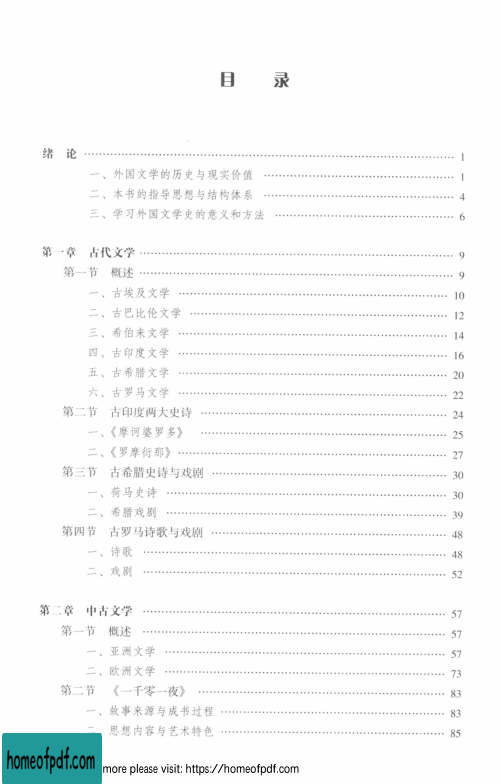 目 录
绪 论 1
一、外国文学的历史与现实价值 1
二、本书的指导思想与结构体系 4
三、学习外国文学史的意义和方法 6
第一章 古代文学 9
第一节 概述 9
一、古埃及文学 10
二、古巴比伦文学 12
三、希伯来文学 14
四、古印度文学 16
五、古希腊文学 20
六、古罗马文学 22
第二节 古印度两大史诗 24
一、《摩诃婆罗多》 25
二、《罗摩衍那》 27
第三节 古希腊史诗与戏剧 30
一、荷马史诗 30
二、希腊戏剧 39
第四节 古罗马诗歌与戏剧 48
一、诗歌 48
二、戏剧 52
第二章 中古文学 57
第一节 概述 57
一、亚洲文学 57
二、欧洲文学 73
第二节 《一千零一夜》 83
一、故事来源与成书过程 83
二、思想内容与艺术特色 85
homeofpdf.com
more please visit: https://homeofpdf.com